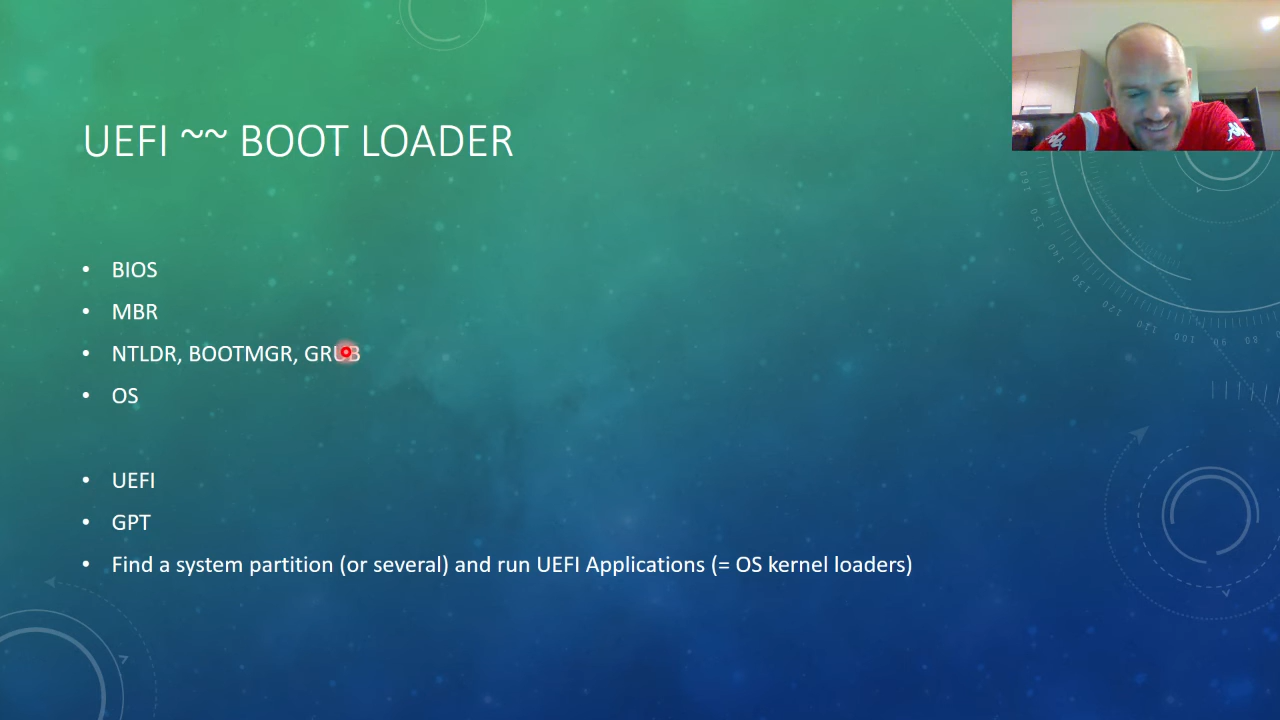 UEFI ~~ BOOT LOADER
• BIOS
• MBR
• NTLDR, BOOTMGR, GRUB
• OS
• UEFI
• GPT
• Find a system partition (or several) and run UEFI Applications (= OS kernel loaders)